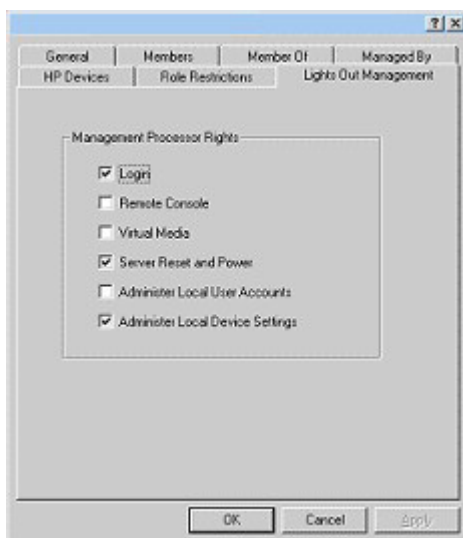 General Members Member Of Managed By
HP Devices Role Restrictions Lights Out Management
Management Processor Rights
Login
Remote Console
Virtual Media
Server Reset and Power
Administer Local User Accounts
Administer Local Device Settings
OK Cancel Apply